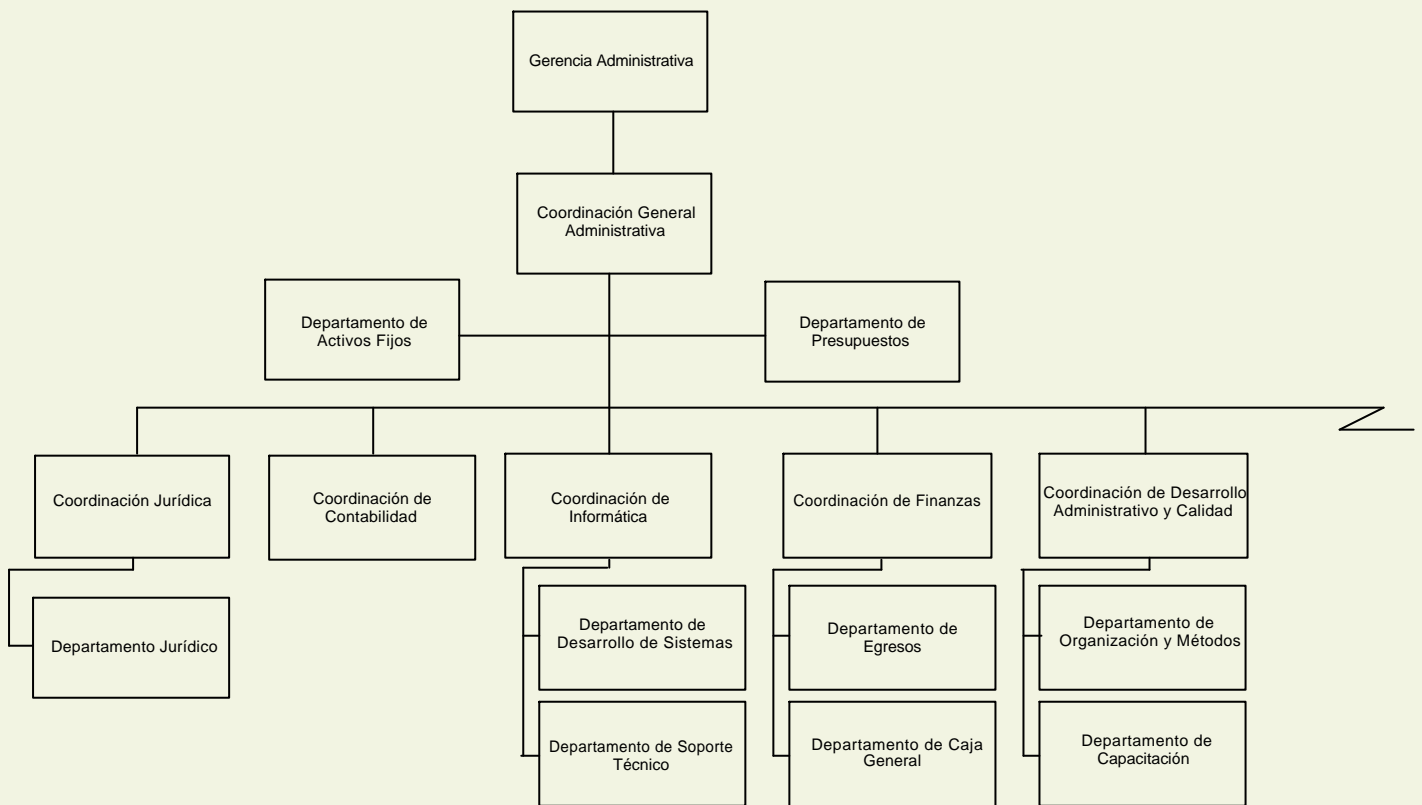 Gerencia Administrativa
Coordinación General
Administrativa
Departamento de
Activos Fijos
Departamento de
Presupuestos
Coordinación Jurídica
Coordinación de
Contabilidad
Coordinación de
Informática
Coordinación de Finanzas
Coordinación de Desarrollo
Administrativo y Calidad
Departamento Jurídico
Departamento de
Desarrollo de Sistemas
Departamento de
Egresos
Departamento de
Organización y Métodos
Departamento de Soporte
Técnico
Departamento de Caja
General
Departamento de
Capacitación